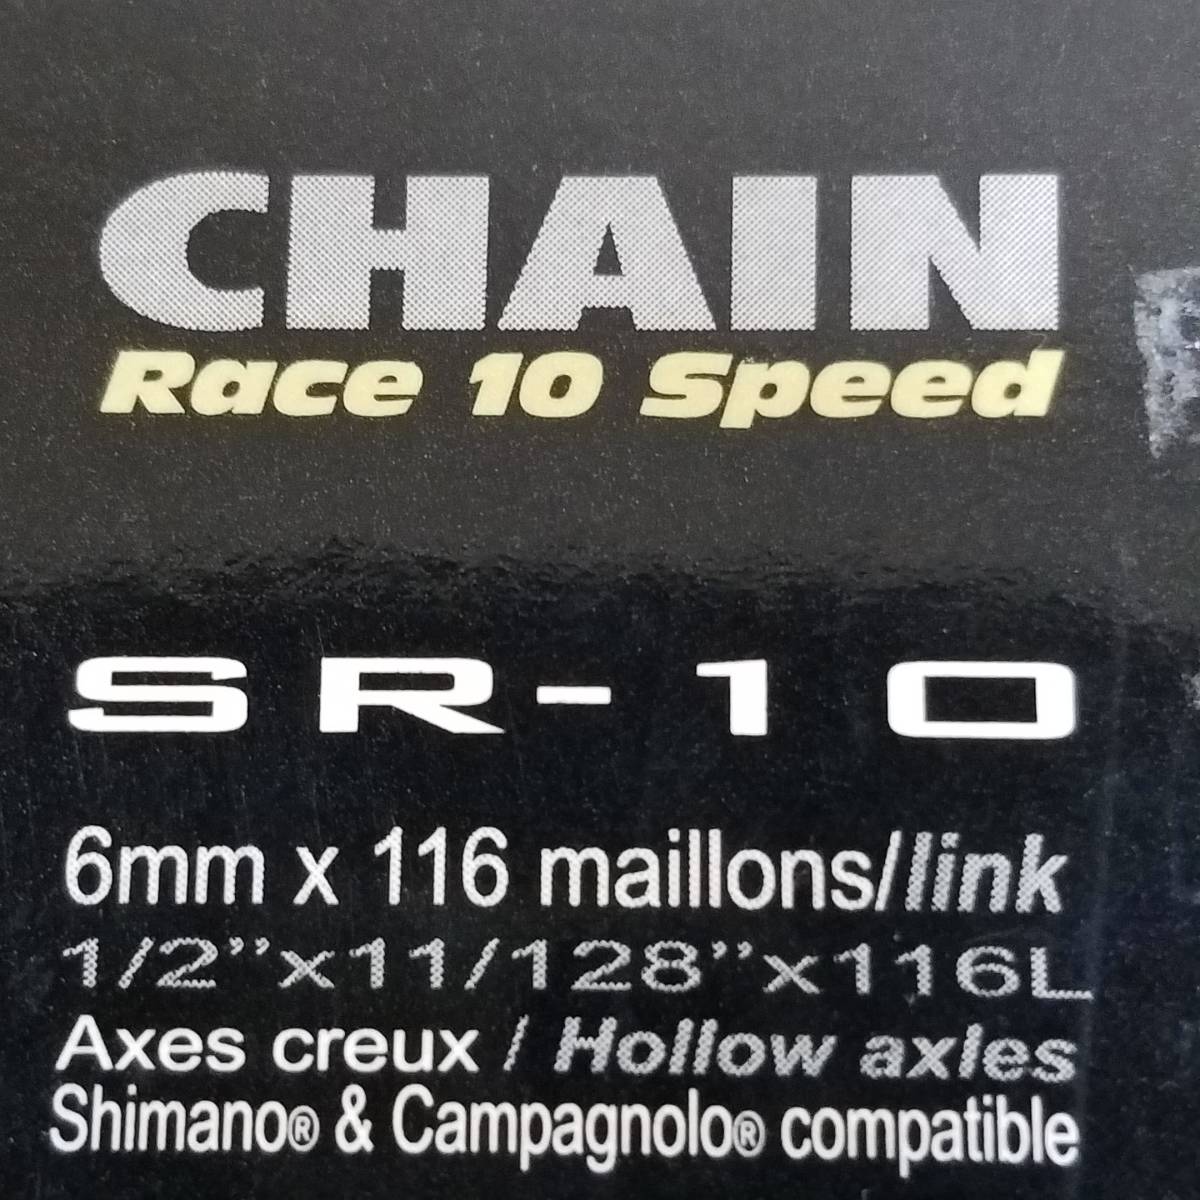 CHAIN
Race 10 Speed
SR-10
6mm x 116 maillons/link
1/2”x11/128”x116L
Axes creux / Hollow axles
Shimano® & Campagnolo® compatible